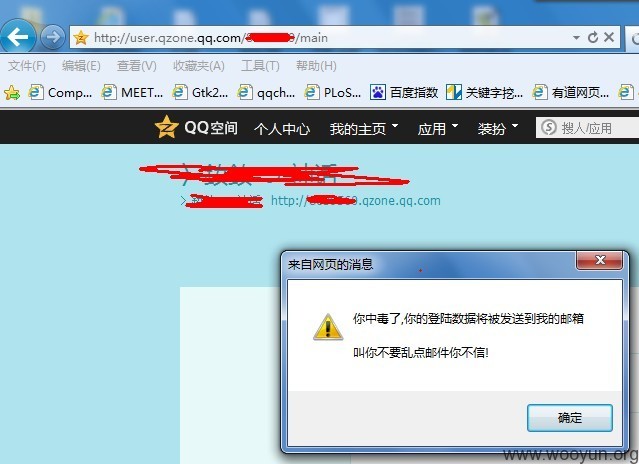 http://user.qzone.qq.com/ /main
文件(F) 编辑(E) 查看(V) 收藏夹(A) 工具(T) 帮助(H)
Comp... MEET... Gtk2... qqch... PLoS... 百度指数 关键字挖... 有道网页...
QQ空间 个人中心 我的主页 应用 装扮 搜人/应用
http:// .qzone.qq.com
来自网页的消息
你中毒了,你的登陆数据将被发送到我的邮箱
叫你不要乱点邮件你不信!
确定
www.wooyun.org